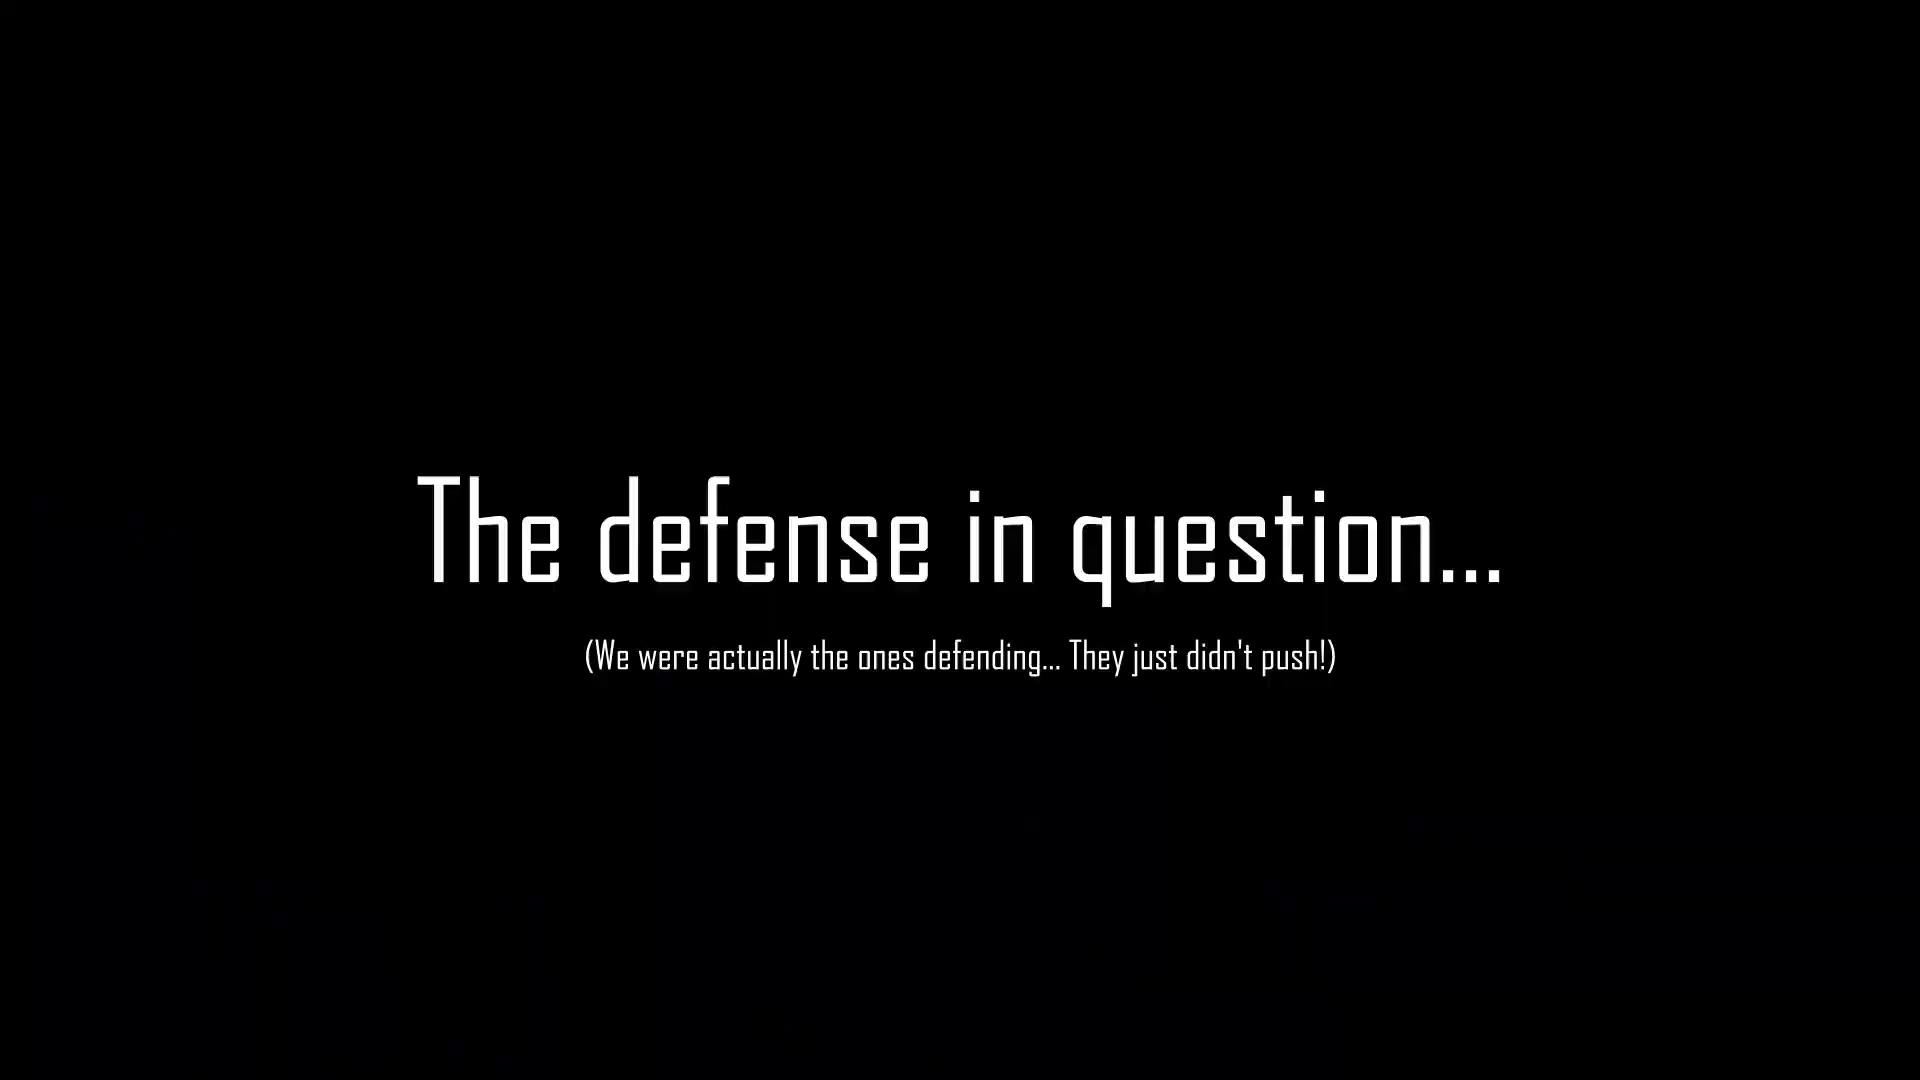 The defense in question...
(We were actually the ones defending... They just didn't push!)